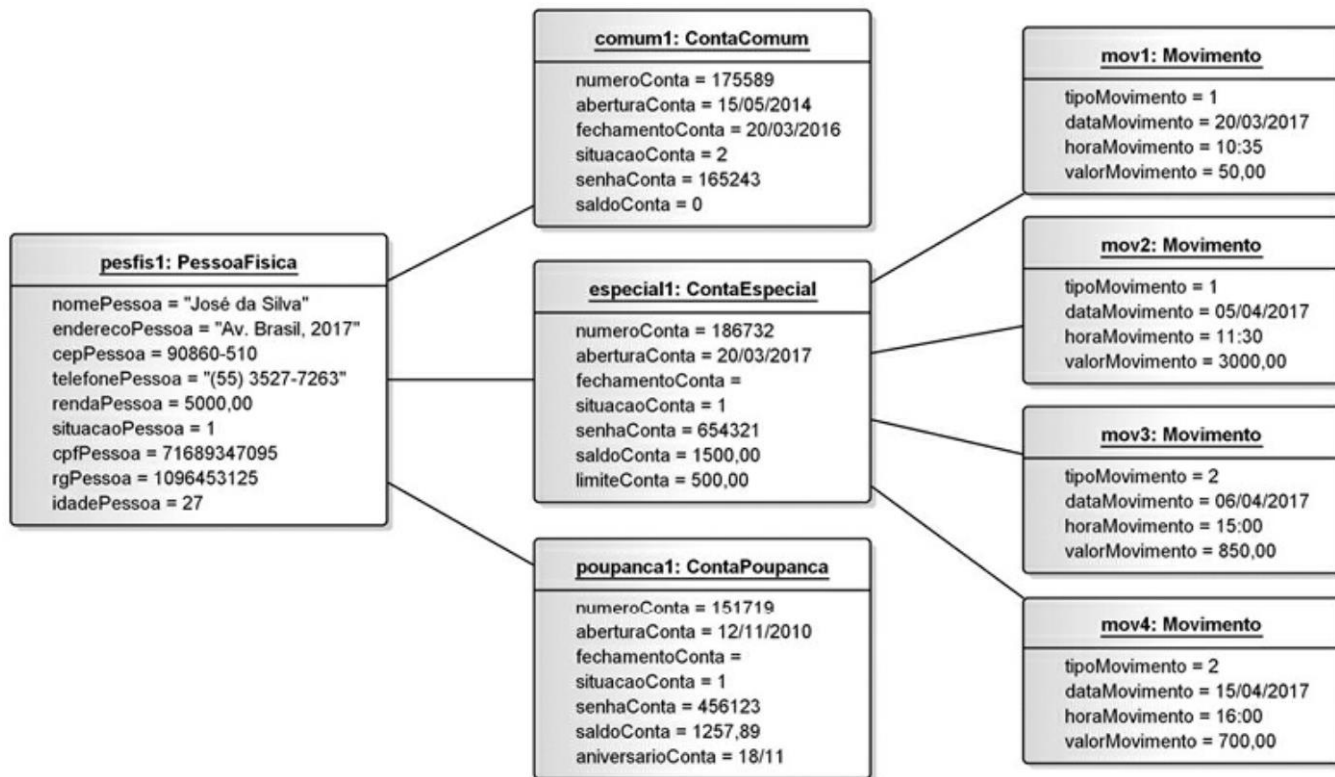 comum1: ContaComum
numeroConta = 175589
aberturaConta = 15/05/2014
fechamentoConta = 20/03/2016
situacaoConta = 2
senhaConta = 165243
saldoConta = 0
pesfis1: PessoaFisica
nomePessoa = "José da Silva"
enderecoPessoa = "Av. Brasil, 2017"
cepPessoa = 90860-510
telefonePessoa = "(55) 3527-7263"
rendaPessoa = 5000,00
situacaoPessoa = 1
cpfPessoa = 71689347095
rgPessoa = 1096453125
idadePessoa = 27
especial1: ContaEspecial
numeroConta = 186732
aberturaConta = 20/03/2017
fechamentoConta =
situacaoConta = 1
senhaConta = 654321
saldoConta = 1500,00
limiteConta = 500,00
poupanca1: ContaPoupanca
numeroConta = 151719
aberturaConta = 12/11/2010
fechamentoConta =
situacaoConta = 1
senhaConta = 456123
saldoConta = 1257,89
aniversarioConta = 18/11
mov1: Movimento
tipoMovimento = 1
dataMovimento = 20/03/2017
horaMovimento = 10:35
valorMovimento = 50,00
mov2: Movimento
tipoMovimento = 1
dataMovimento = 05/04/2017
horaMovimento = 11:30
valorMovimento = 3000,00
mov3: Movimento
tipoMovimento = 2
dataMovimento = 06/04/2017
horaMovimento = 15:00
valorMovimento = 850,00
mov4: Movimento
tipoMovimento = 2
dataMovimento = 15/04/2017
horaMovimento = 16:00
valorMovimento = 700,00